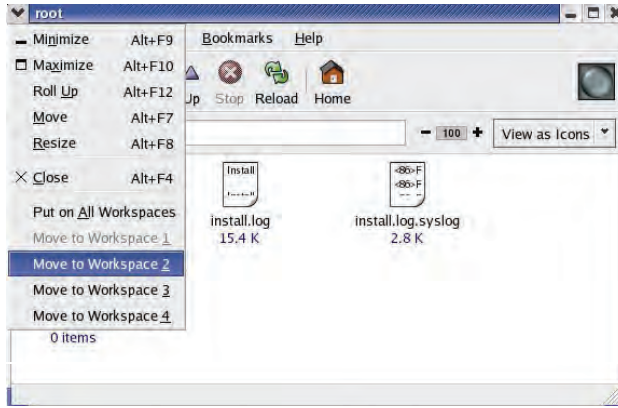 root
Minimize Alt+F9
Maximize Alt+F10
Roll Up Alt+F12
Move Alt+F7
Resize Alt+F8
Close Alt+F4
Put on All Workspaces
Move to Workspace 1
Move to Workspace 2
Move to Workspace 3
Move to Workspace 4
Bookmarks Help
Up Stop Reload Home
100 View as Icons
Install
<86>F
<86>F
install.log
15.4 K
install.log.syslog
2.8 K
0 items